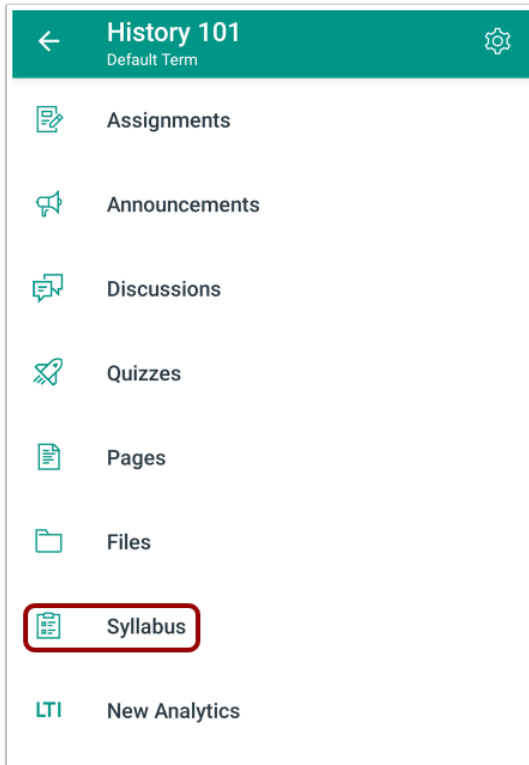 History 101
Default Term
Assignments
Announcements
Discussions
Quizzes
Pages
Files
Syllabus
LTI New Analytics